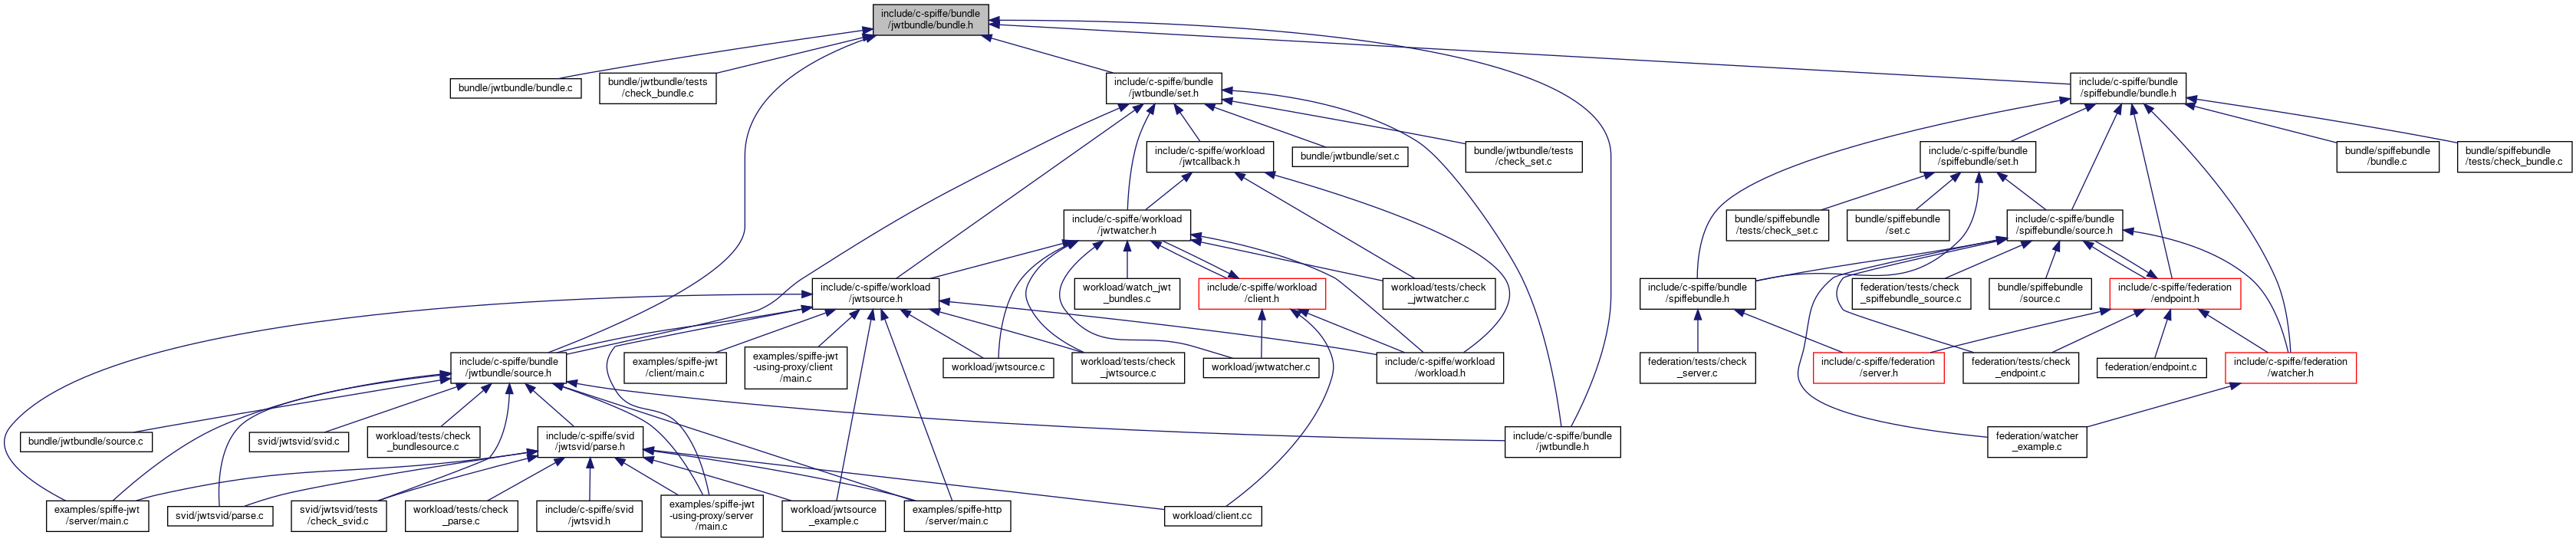 include/c-spiffe/bundle
/jwtbundle/bundle.h
bundle/jwtbundle/bundle.c
bundle/jwtbundle/tests
/check_bundle.c
include/c-spiffe/bundle
/jwtbundle/set.h
include/c-spiffe/bundle
/spiffebundle/bundle.h
include/c-spiffe/workload
/jwtcallback.h
bundle/jwtbundle/set.c
bundle/jwtbundle/tests
/check_set.c
include/c-spiffe/bundle
/spiffebundle/set.h
bundle/spiffebundle
/bundle.c
bundle/spiffebundle
/tests/check_bundle.c
include/c-spiffe/workload
/jwtwatcher.h
bundle/spiffebundle
/tests/check_set.c
bundle/spiffebundle
/set.c
include/c-spiffe/bundle
/spiffebundle/source.h
include/c-spiffe/workload
/jwtsource.h
workload/watch_jwt
_bundles.c
include/c-spiffe/workload
/client.h
workload/tests/check
_jwtwatcher.c
include/c-spiffe/bundle
/spiffebundle.h
federation/tests/check
_spiffebundle_source.c
bundle/spiffebundle
/source.c
include/c-spiffe/federation
/endpoint.h
include/c-spiffe/bundle
/jwtbundle/source.h
examples/spiffe-jwt
/client/main.c
examples/spiffe-jwt
-using-proxy/client
/main.c
workload/jwtsource.c
workload/tests/check
_jwtsource.c
workload/jwtwatcher.c
include/c-spiffe/workload
/workload.h
federation/tests/check
_server.c
include/c-spiffe/federation
/server.h
federation/tests/check
_endpoint.c
federation/endpoint.c
include/c-spiffe/federation
/watcher.h
bundle/jwtbundle/source.c
svid/jwtsvid/svid.c
workload/tests/check
_bundlesource.c
include/c-spiffe/svid
/jwtsvid/parse.h
include/c-spiffe/bundle
/jwtbundle.h
federation/watcher
_example.c
examples/spiffe-jwt
/server/main.c
svid/jwtsvid/parse.c
svid/jwtsvid/tests
/check_svid.c
workload/tests/check
_parse.c
include/c-spiffe/svid
/jwtsvid.h
examples/spiffe-jwt
-using-proxy/server
/main.c
workload/jwtsource
_example.c
examples/spiffe-http
/server/main.c
workload/client.cc